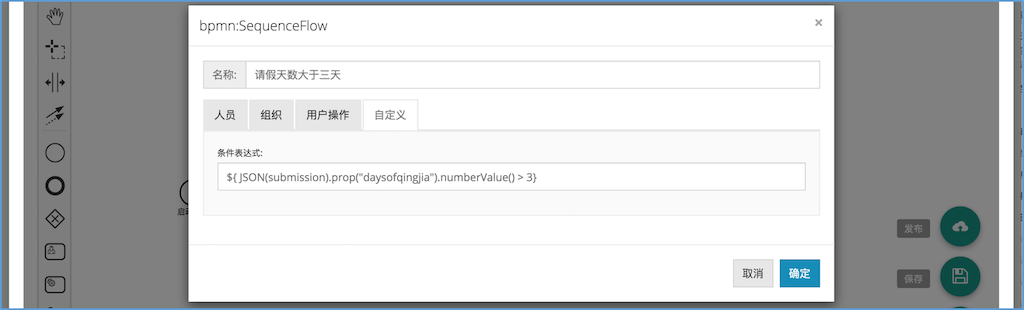 bpmn:SequenceFlow
×
名称:
请假天数大于三天
人员
组织
用户操作
自定义
条件表达式:
${ JSON(submission).prop("daysofqingjia").numberValue() > 3}
发布
取消
确定
保存